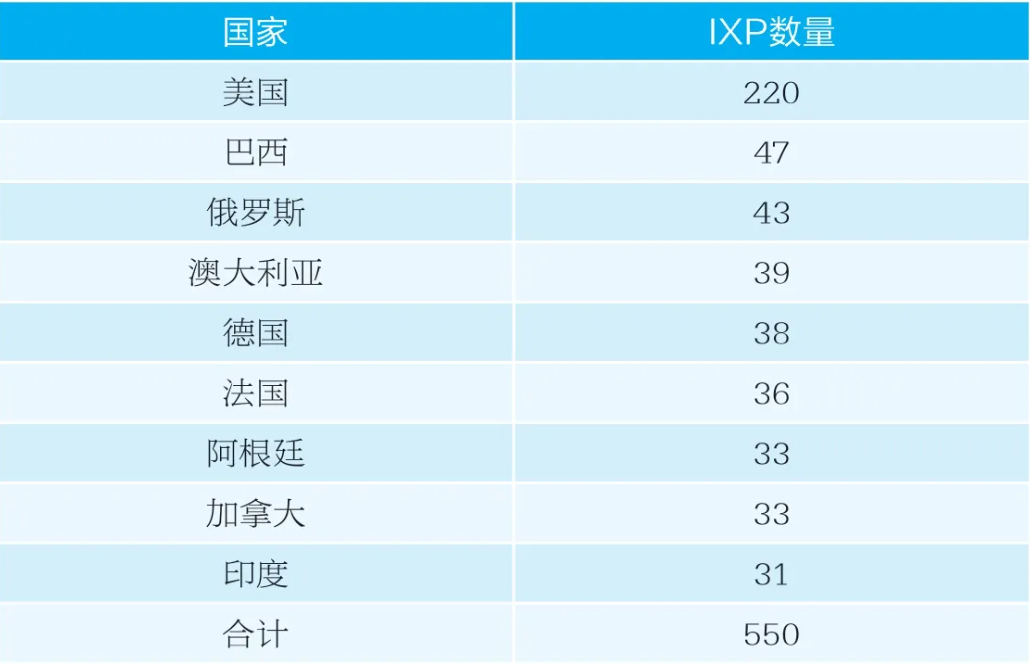 国家 IXP数量
美国 220
巴西 47
俄罗斯 43
澳大利亚 39
德国 38
法国 36
阿根廷 33
加拿大 33
印度 31
合计 550